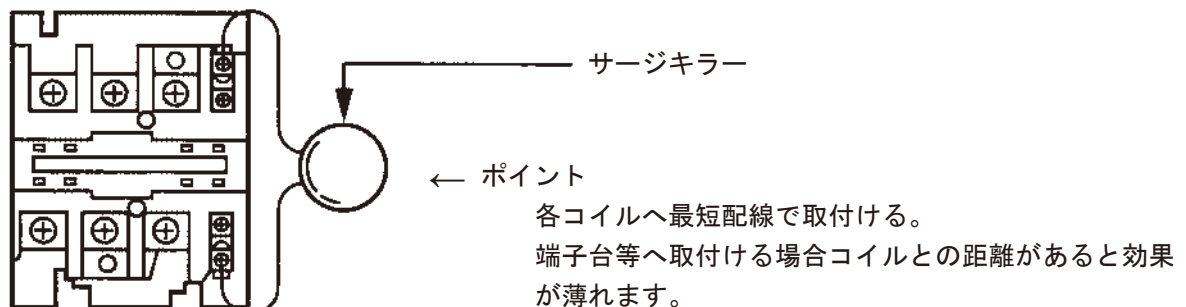 サージキラー
← ポイント
各コイルへ最短配線で取付ける。
端子台等へ取付ける場合コイルとの距離があると効果
が薄れます。